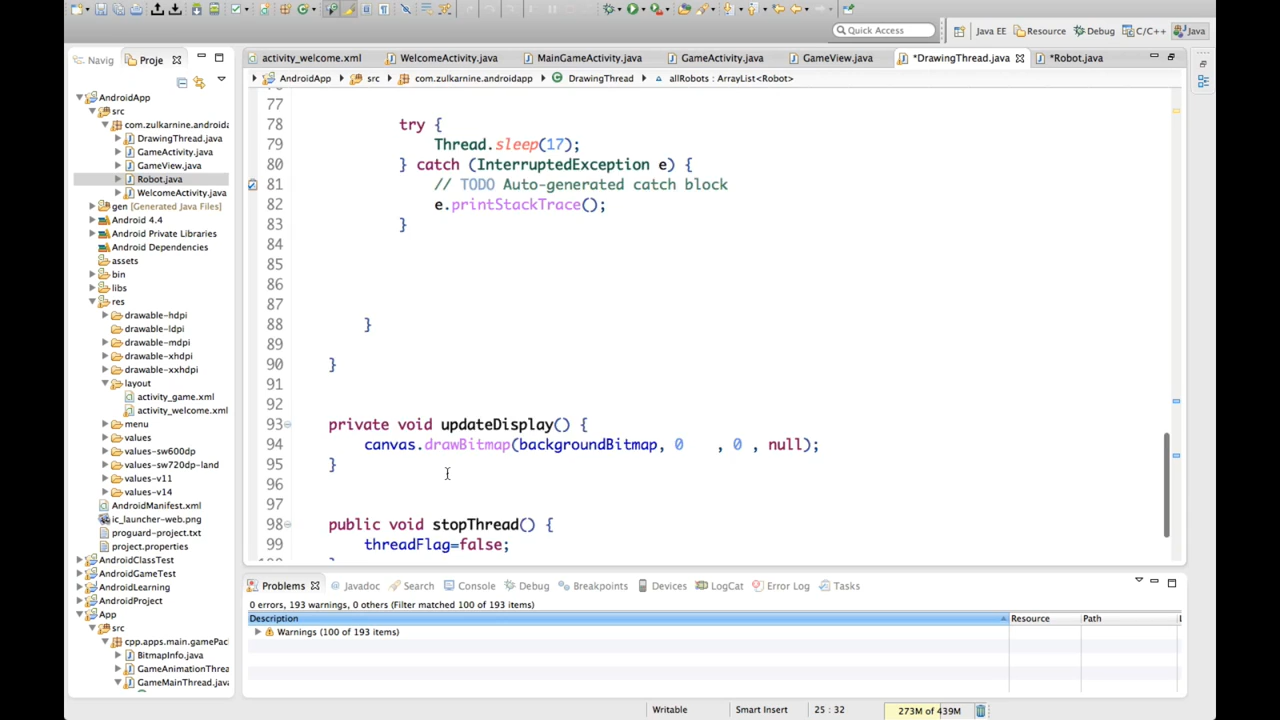 Quick Access
Java EE
Resource
Debug
C/C++
Java
Navig
Proje
activity_welcome.xml
WelcomeActivity.java
MainGameActivity.java
GameActivity.java
GameView.java
*DrawingThread.java
*Robot.java
AndroidApp
src
com.zulkarnine.androidapp
DrawingThread
allRobots : ArrayList<Robot>
AndroidApp
src
com.zulkarnine.androida
DrawingThread.java
GameActivity.java
GameView.java
Robot.java
WelcomeActivity.java
gen [Generated Java Files]
Android 4.4
Android Private Libraries
Android Dependencies
assets
bin
libs
res
drawable-hdpi
drawable-ldpi
drawable-mdpi
drawable-xhdpi
drawable-xxhdpi
layout
activity_game.xml
activity_welcome.xml
menu
values
values-sw600dp
values-sw720dp-land
values-v11
values-v14
AndroidManifest.xml
ic_launcher-web.png
proguard-project.txt
project.properties
AndroidClassTest
AndroidGameTest
AndroidLearning
AndroidProject
App
src
cpp.apps.main.gamePac
BitmapInfo.java
GameAnimationThrea
GameMainThread.java
77
78 try {
79 Thread.sleep(17);
80 } catch (InterruptedException e) {
81 // TODO Auto-generated catch block
82 e.printStackTrace();
83 }
84
85
86
87
88 }
89
90 }
91
92
93 private void updateDisplay() {
94 canvas.drawBitmap(backgroundBitmap, 0 , 0 , null);
95 }
96
97
98 public void stopThread() {
99 threadFlag=false;
Problems
Javadoc
Search
Console
Debug
Breakpoints
Devices
LogCat
Error Log
Tasks
0 errors, 193 warnings, 0 others (Filter matched 100 of 193 items)
Description
Resource
Path
L
Warnings (100 of 193 items)
Writable
Smart Insert
25 : 32
273M of 439M